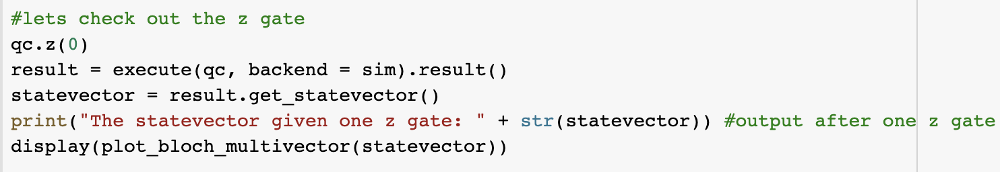 #lets check out the z gate
qc.z(0)
result = execute(qc, backend = sim).result()
statevector = result.get_statevector()
print("The statevector given one z gate: " + str(statevector)) #output after one z gate
display(plot_bloch_multivector(statevector))